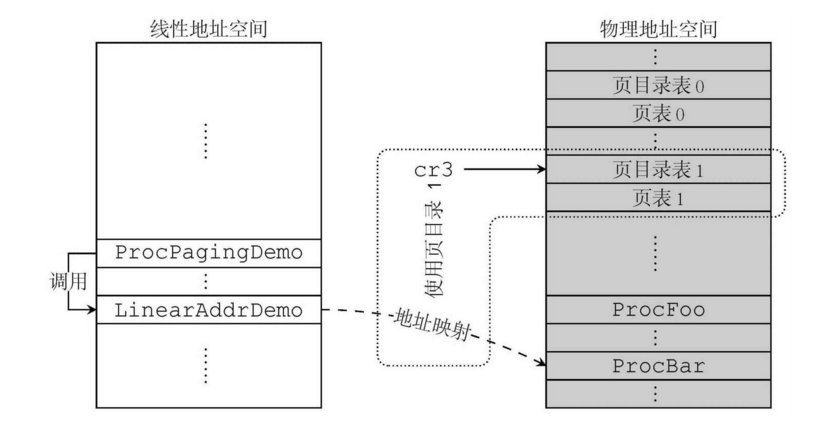 线性地址空间
物理地址空间
⋮
页目录表0
页表0
⋮
cr3
页目录表1
使用页目录 1
页表1
⋮
ProcPagingDemo
调用
⋮
LinearAddrDemo
地址映射
ProcFoo
⋮
ProcBar
⋮
⋮